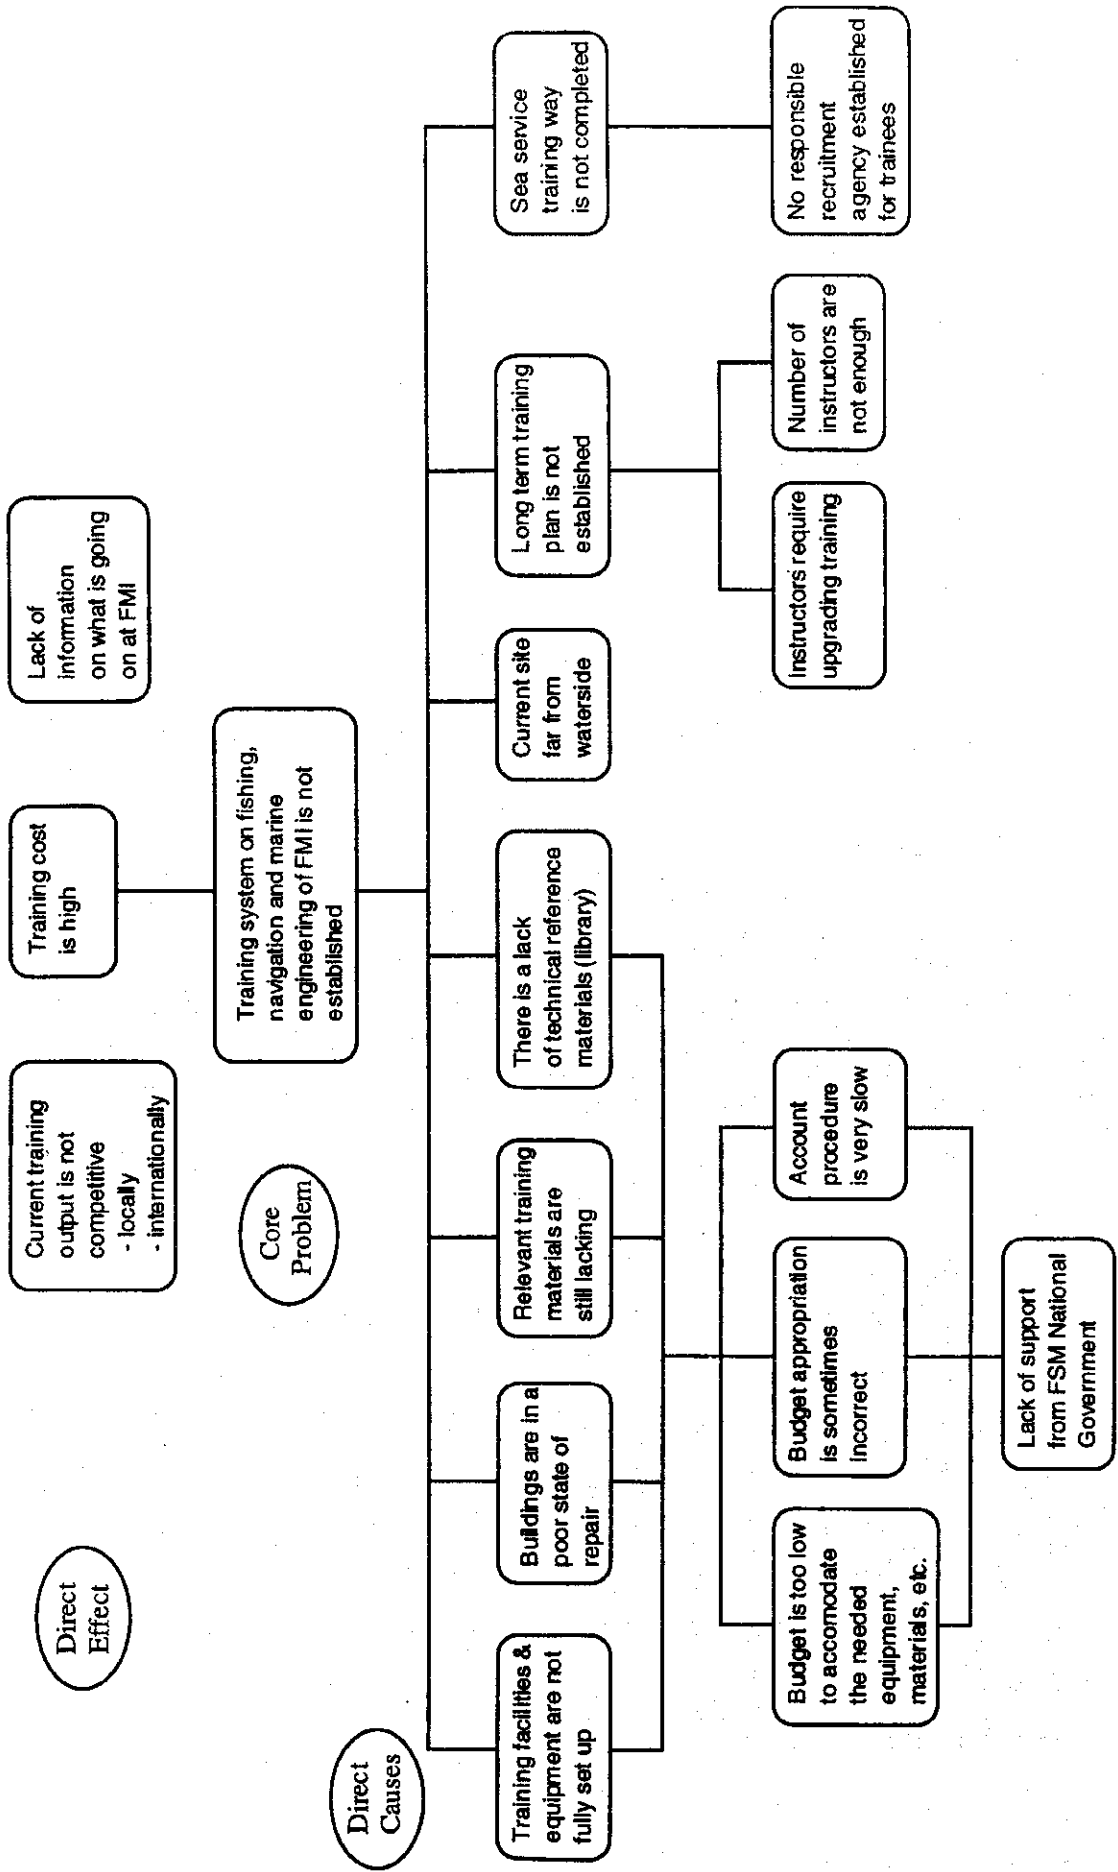 Direct
Effect
Current training
output is not
competitive
- locally
- internationally
Training cost
is high
Lack of
information
on what is going
on at FMI
Core
Problem
Training system on fishing,
navigation and marine
engineering of FMI is not
established
Direct
Causes
Training facilities &
equipment are not
fully set up
Buildings are in a
poor state of
repair
Relevant training
materials are
still lacking
There is a lack
of technical reference
materials (library)
Current site
far from
waterside
Long term training
plan is not
established
Sea service
training way
is not completed
Budget is too low
to accomodate
the needed
equipment,
materials, etc.
Budget appropriation
is sometimes
incorrect
Account
procedure
is very slow
Instructors require
upgrading training
Number of
instructors are
not enough
No responsible
recruitment
agency established
for trainees
Lack of support
from FSM National
Government